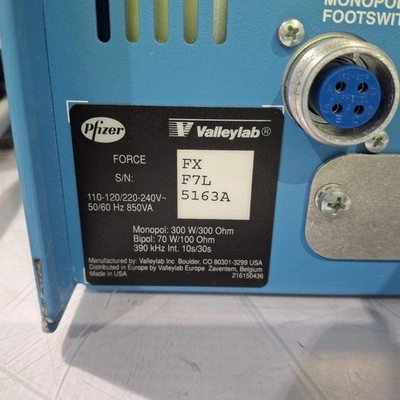 MONOPOL
FOOTSWIT
Pfizer
Valleylab®
FORCE FX
S/N: F7L
5163A
110-120/220-240V~
50/60 Hz 850VA
Monopol: 300 W/300 Ohm
Bipol: 70 W/100 Ohm
390 kHz Int. 10s/30s
Manufactured by: Valleylab Inc Boulder, CO 80301-3299 USA
Distributed in Europe by Valleylab Europe Zaventem, Belgium
Made in USA 216150436